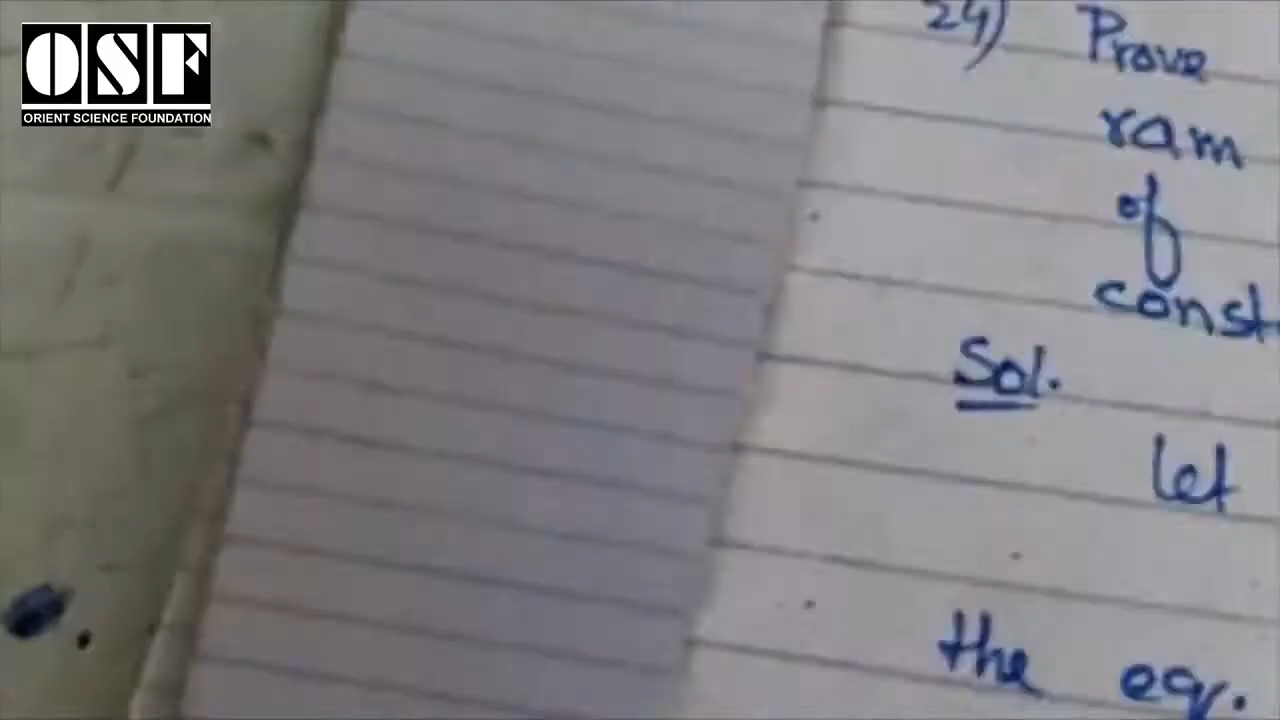 OSF
ORIENT SCIENCE FOUNDATION
24) Prove
ram
of
const
Sol.
let
the eq.